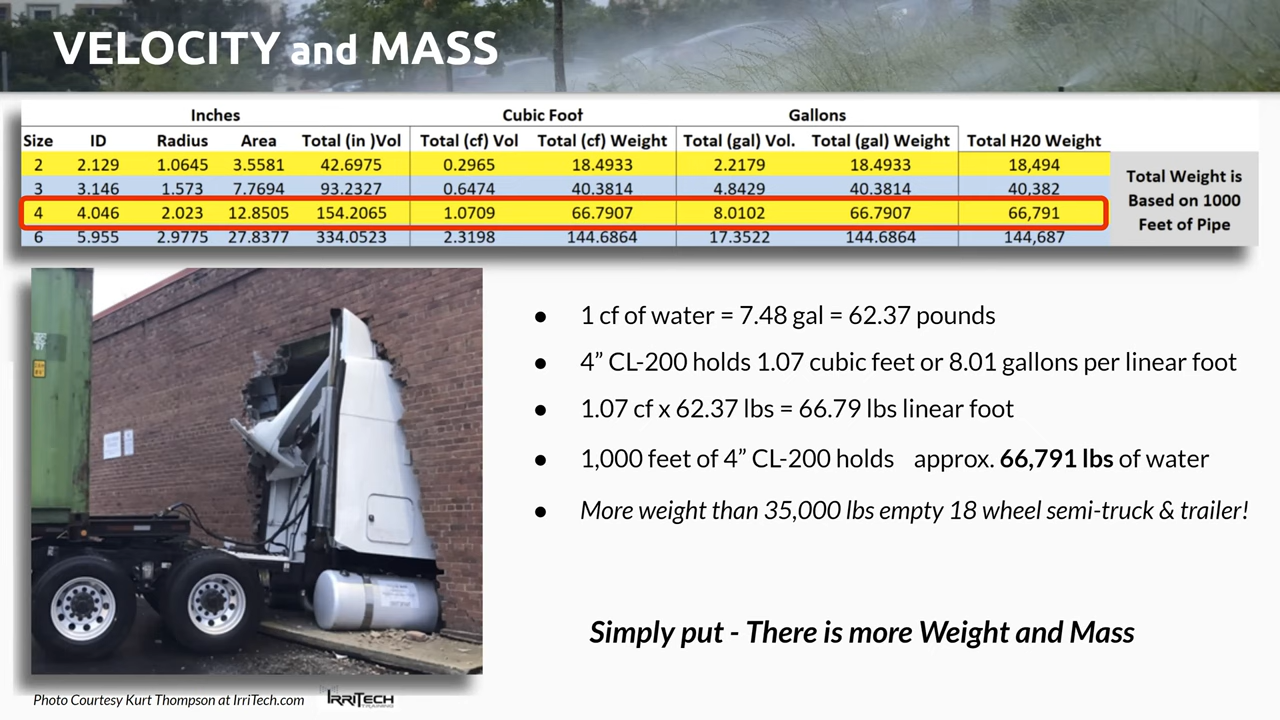 VELOCITY and MASS
Inches Cubic Foot Gallons
Size ID Radius Area Total (in )Vol Total (cf) Vol Total (cf) Weight Total (gal) Vol. Total (gal) Weight Total H20 Weight
2 2.129 1.0645 3.5581 42.6975 0.2965 18.4933 2.2179 18.4933 18,494
3 3.146 1.573 7.7694 93.2327 0.6474 40.3814 4.8429 40.3814 40,382
4 4.046 2.023 12.8505 154.2065 1.0709 66.7907 8.0102 66.7907 66,791
6 5.955 2.9775 27.8377 334.0523 2.3198 144.6864 17.3522 144.6864 144,687
Total Weight is
Based on 1000
Feet of Pipe
• 1 cf of water = 7.48 gal = 62.37 pounds
• 4” CL-200 holds 1.07 cubic feet or 8.01 gallons per linear foot
• 1.07 cf x 62.37 lbs = 66.79 lbs linear foot
• 1,000 feet of 4” CL-200 holds approx. 66,791 lbs of water
• More weight than 35,000 lbs empty 18 wheel semi-truck & trailer!
Simply put - There is more Weight and Mass
Photo Courtesy Kurt Thompson at IrriTech.com
IRRITECH
TRAINING